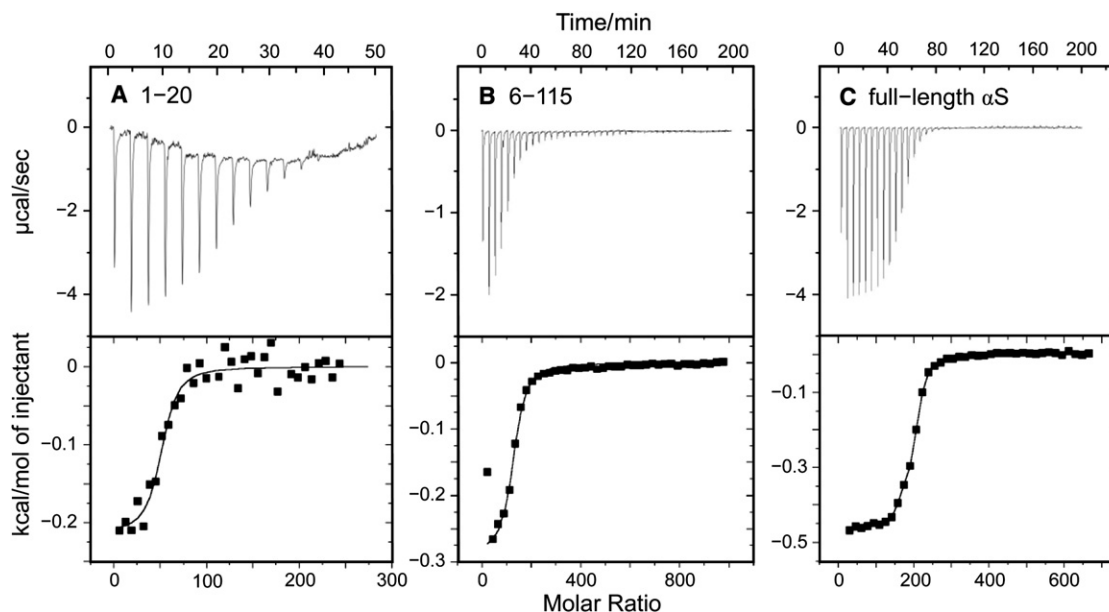 Time/min
0 10 20 30 40 50
0 40 80 120 160 200
0 40 80 120 160 200
A 1−20
B 6−115
C full−length αS
μcal/sec
0
−2
−4
0
−1
−2
0
−2
−4
kcal/mol of injectant
0
−0.1
−0.2
0
−0.1
−0.2
−0.3
−0.1
−0.3
−0.5
0 100 200 300
0 200 400 600 800
0 200 400 600
Molar Ratio